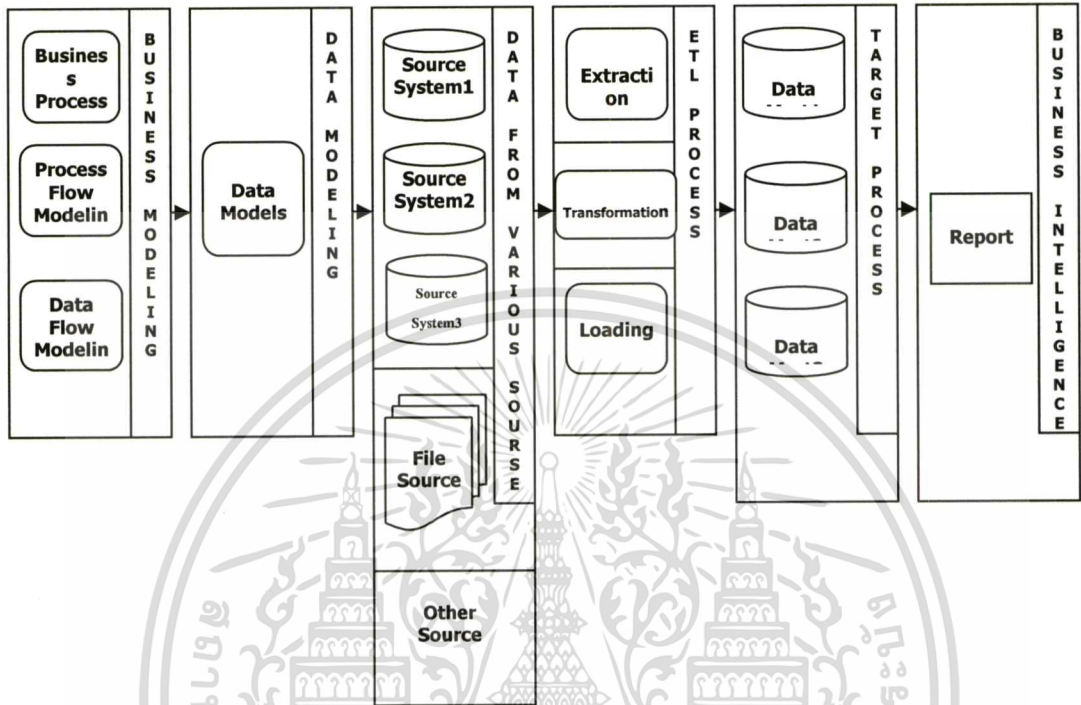 Busines
s
Process
Process
Flow
Modelin
Data
Flow
Modelin
BUSINESS MODELING
Data
Models
DATA MODELING
Source
System1
Source
System2
Source
System3
File
Source
Other
Source
DATA FROM VARIOUS SOURSE
Extracti
on
Transformation
Loading
ETL PROCESS
Data
Data
Data
TARGET PROCESS
Report
BUSINESS INTELLIGENCE